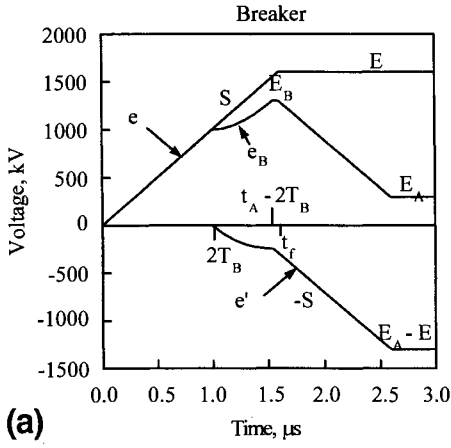 Breaker
2000
1500
1000
500
0
-500
-1000
-1500
Voltage, kV
E
S
E_B
e
e_B
t_A - 2T_B
E_A
2T_B
t_f
e'
-S
E_A - E
0.0 0.5 1.0 1.5 2.0 2.5 3.0
Time, μs
(a)